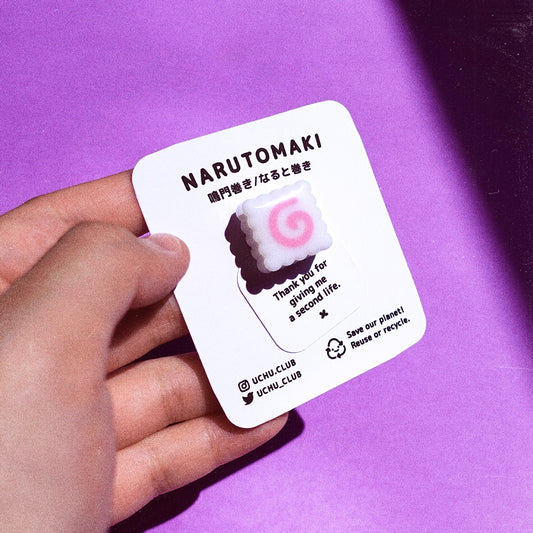 NARUTOMAKI
鳴門巻き/なると巻き
Thank you for
giving me
a second life.
Save our planet!
Reuse or recycle.
UCHU.CLUB
UCHU_CLUB